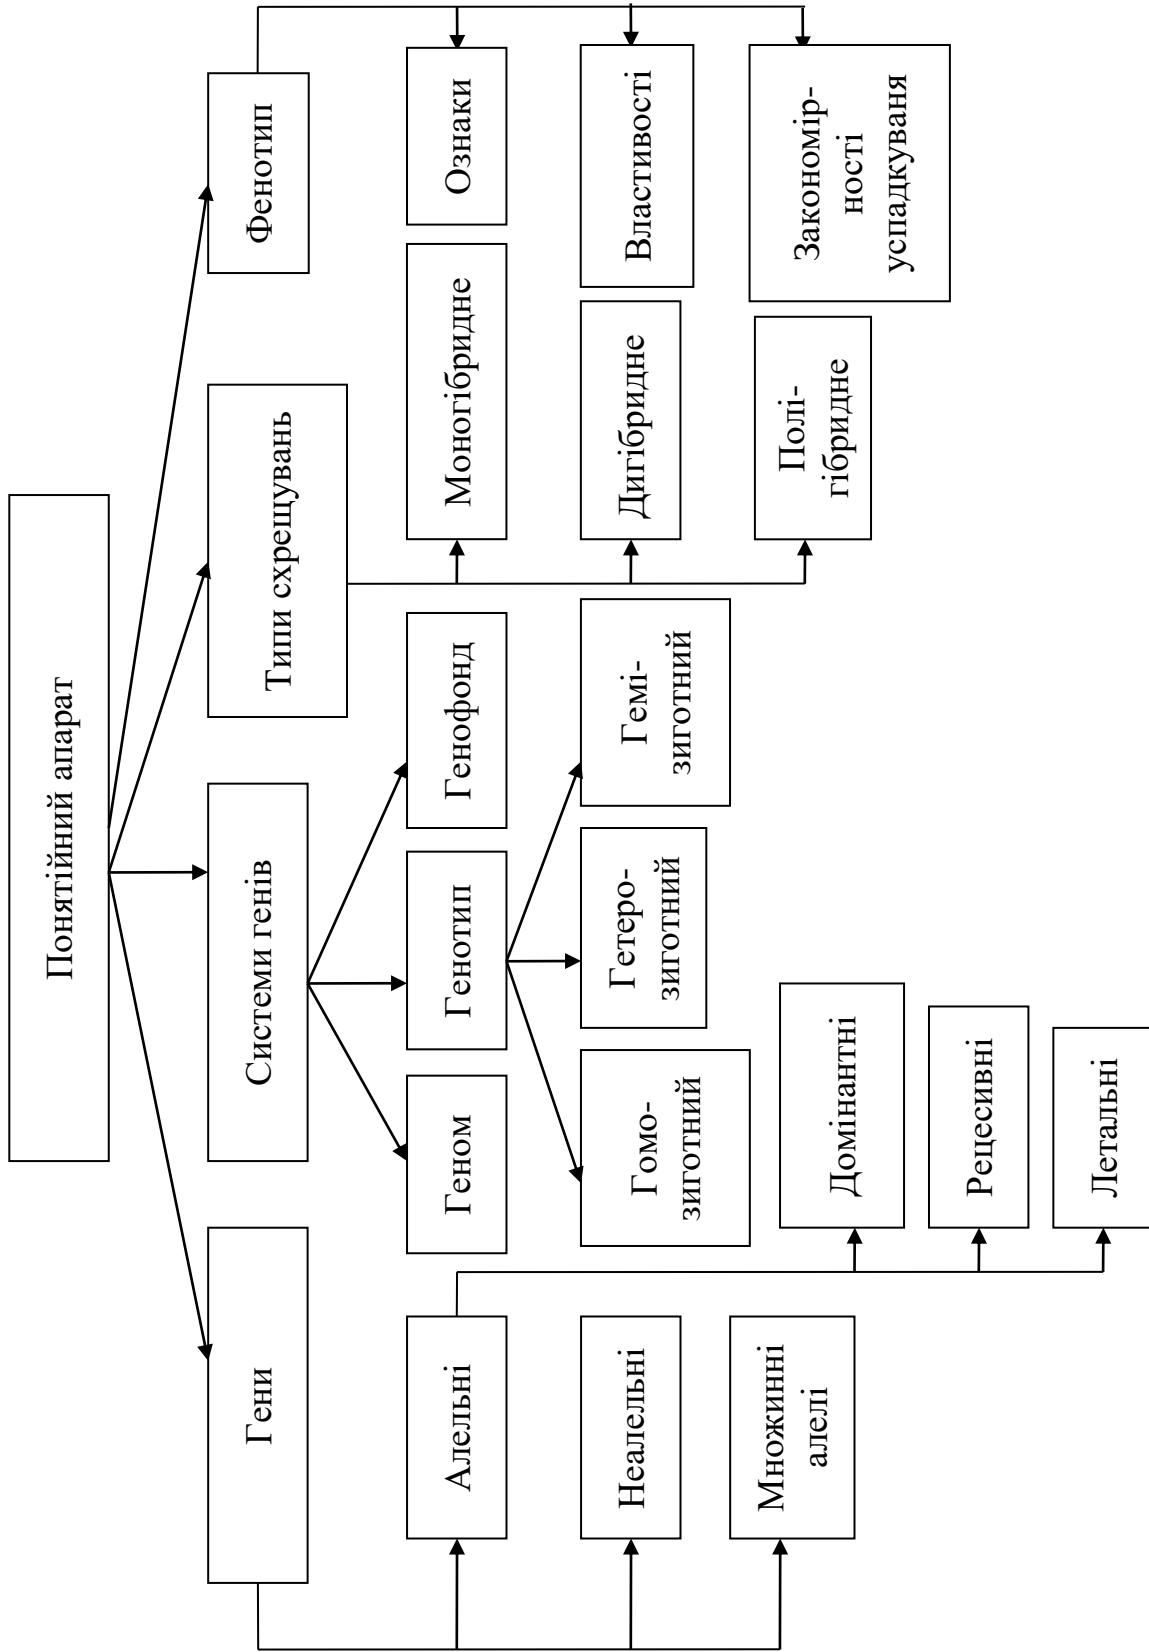 Понятійний апарат
Гени
Системи генів
Типи схрещувань
Фенотип
Алельні
Геном
Генотип
Генофонд
Моногібридне
Ознаки
Неалельні
Гомо-
зиготний
Гетеро-
зиготний
Гемі-
зиготний
Дигібридне
Властивості
Множинні
алелі
Домінантні
Полі-
гібридне
Закономір-
ності
успадкуваня
Рецесивні
Летальні